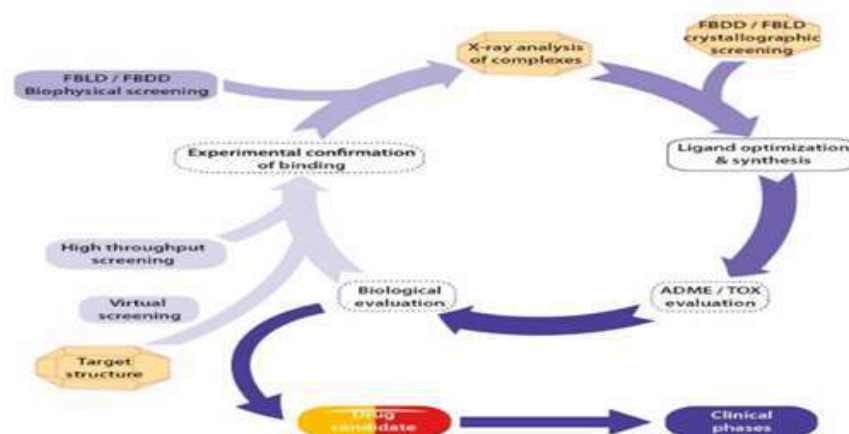 FBDD / FBLD
crystallographic
screening
X-ray analysis
of complexes
FBLD / FBDD
Biophysical screening
Experimental confirmation
of binding
Ligand optimization
& synthesis
High throughput
screening
Biological
evaluation
ADME / TOX
evaluation
Virtual
screening
Target
structure
Drug
candidate
Clinical
phases